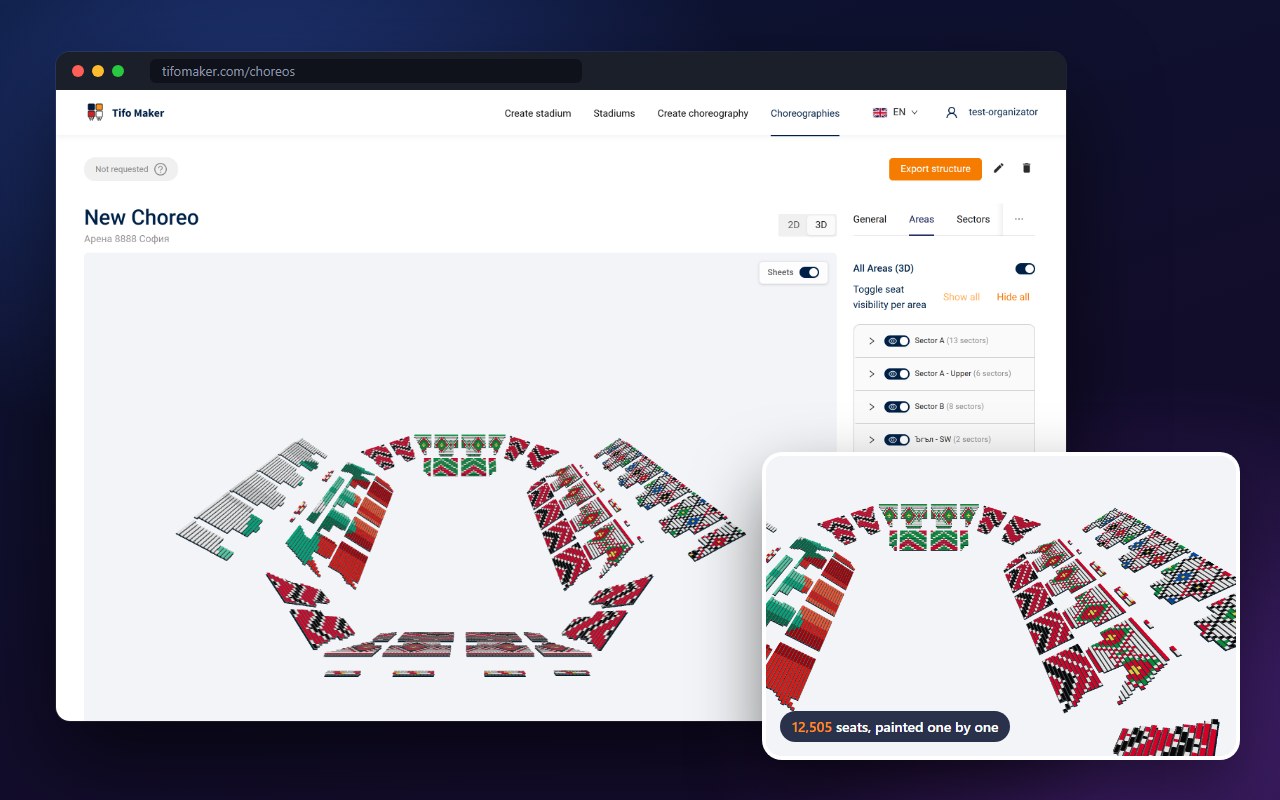 tifomaker.com/choreos
Tifo Maker
Create stadium
Stadiums
Create choreography
Choreographies
EN
test-organizator
Not requested ?
Export structure
New Choreo
Арена 8888 София
2D 3D
General
Areas
Sectors
...
Sheets
All Areas (3D)
Toggle seat
visibility per area
Show all
Hide all
Sector A (13 sectors)
Sector A - Upper (6 sectors)
Sector B (8 sectors)
Ъгъл - SW (2 sectors)
12,505 seats, painted one by one